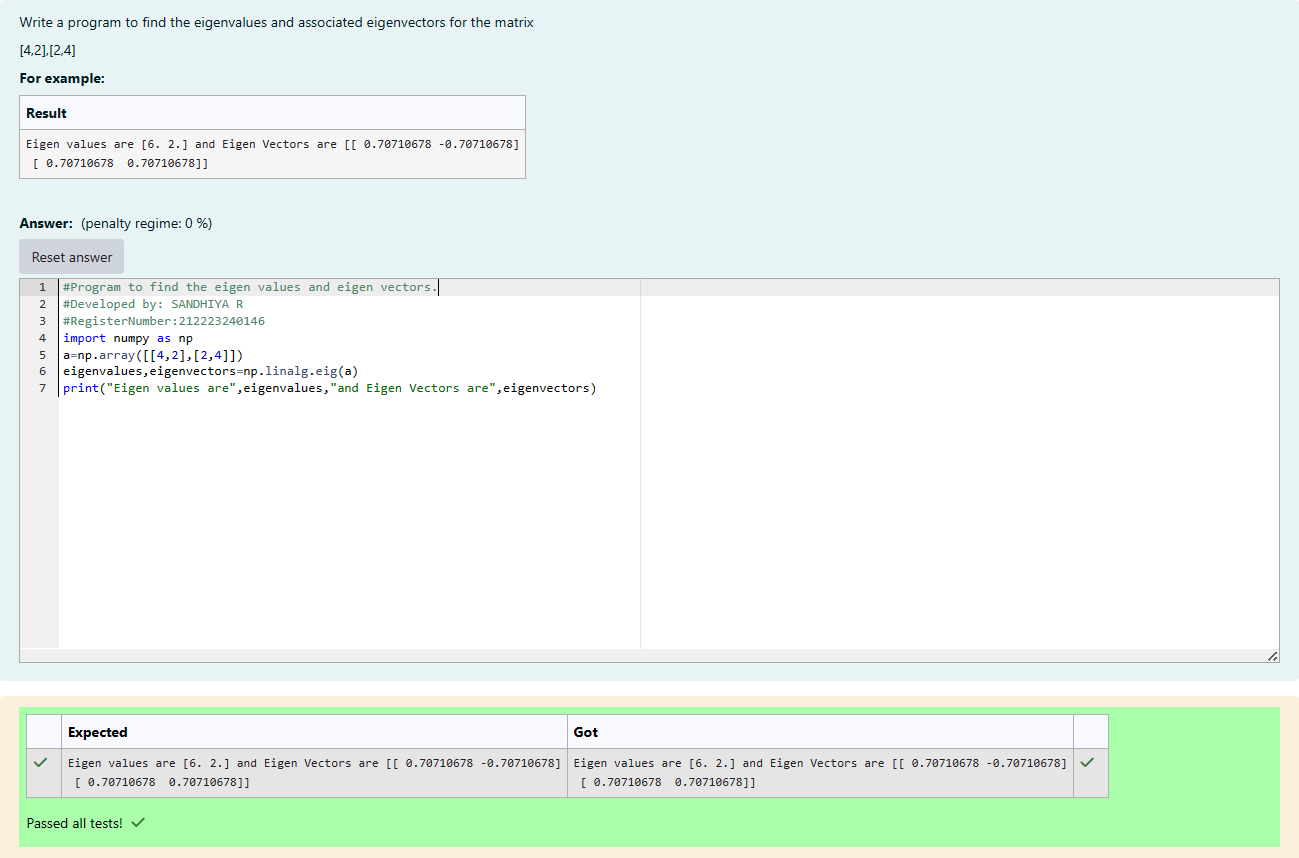 Write a program to find the eigenvalues and associated eigenvectors for the matrix
[4,2],[2,4]
For example:
Result
Eigen values are [6. 2.] and Eigen Vectors are [[ 0.70710678 -0.70710678]
[ 0.70710678  0.70710678]]
Answer: (penalty regime: 0 %)
Reset answer
1 #Program to find the eigen values and eigen vectors.
2 #Developed by: SANDHIYA R
3 #RegisterNumber:212223240146
4 import numpy as np
5 a=np.array([[4,2],[2,4]])
6 eigenvalues,eigenvectors=np.linalg.eig(a)
7 print("Eigen values are",eigenvalues,"and Eigen Vectors are",eigenvectors)
Expected Got
Eigen values are [6. 2.] and Eigen Vectors are [[ 0.70710678 -0.70710678] Eigen values are [6. 2.] and Eigen Vectors are [[ 0.70710678 -0.70710678]
[ 0.70710678  0.70710678]] [ 0.70710678  0.70710678]]
Passed all tests!